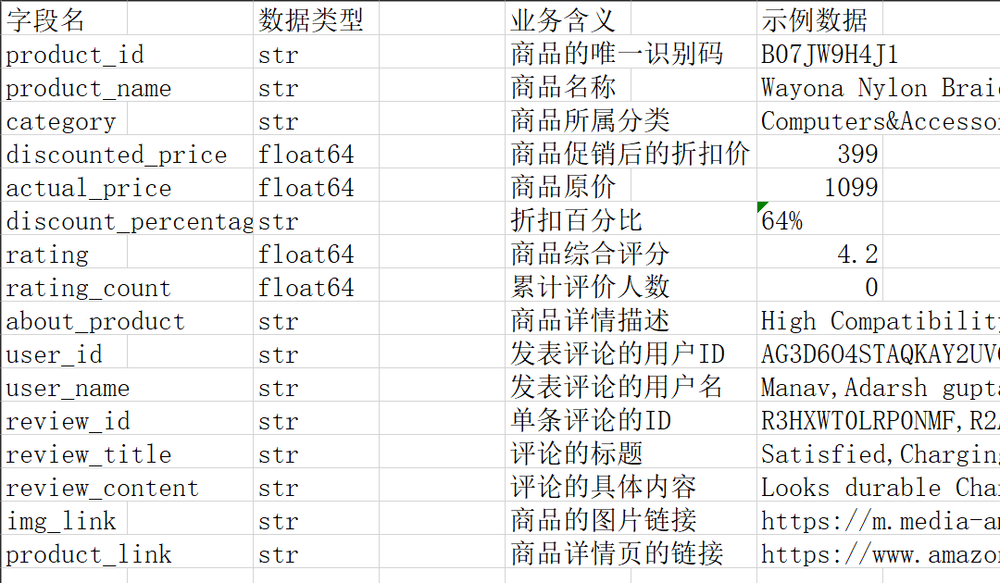 字段名 数据类型 业务含义 示例数据
product_id str 商品的唯一识别码 B07JW9H4J1
product_name str 商品名称 Wayona Nylon Braid
category str 商品所属分类 Computers&Accessor
discounted_price float64 商品促销后的折扣价 399
actual_price float64 商品原价 1099
discount_percentag str 折扣百分比 64%
rating float64 商品综合评分 4.2
rating_count float64 累计评价人数 0
about_product str 商品详情描述 High Compatibility
user_id str 发表评论的用户ID AG3D6O4STAQKAY2UV
user_name str 发表评论的用户名 Manav,Adarsh gupta
review_id str 单条评论的ID R3HXWT0LRP0NMF,R2A
review_title str 评论的标题 Satisfied,Charging
review_content str 评论的具体内容 Looks durable Char
img_link str 商品的图片链接 https://m.media-am
product_link str 商品详情页的链接 https://www.amazon